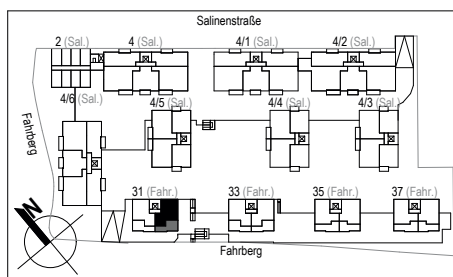 Salinenstraße
2 (Sal.) 4 (Sal.) 4/1 (Sal.) 4/2 (Sal.)
4/6 (Sal.) 4/5 (Sal.) 4/4 (Sal.) 4/3 (Sal.)
Fahrberg
31 (Fahr.) 33 (Fahr.) 35 (Fahr.) 37 (Fahr.)
N
Fahrberg